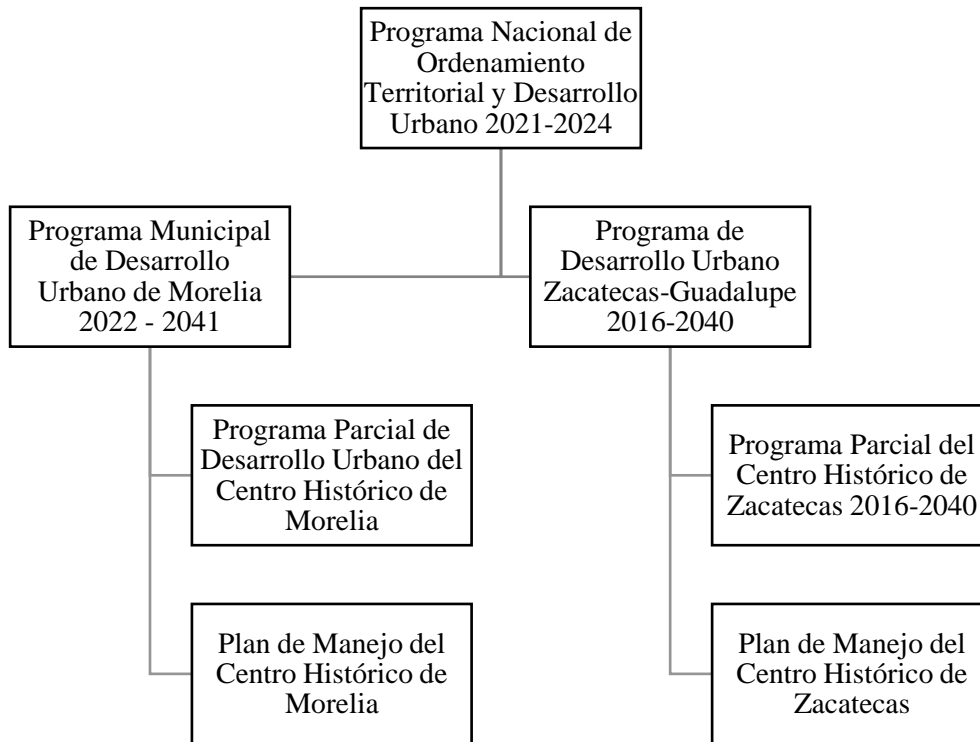 Programa Nacional de
Ordenamiento
Territorial y Desarrollo
Urbano 2021-2024
Programa Municipal
de Desarrollo
Urbano de Morelia
2022 - 2041
Programa de
Desarrollo Urbano
Zacatecas-Guadalupe
2016-2040
Programa Parcial de
Desarrollo Urbano del
Centro Histórico de
Morelia
Programa Parcial del
Centro Histórico de
Zacatecas 2016-2040
Plan de Manejo del
Centro Histórico de
Morelia
Plan de Manejo del
Centro Histórico de
Zacatecas